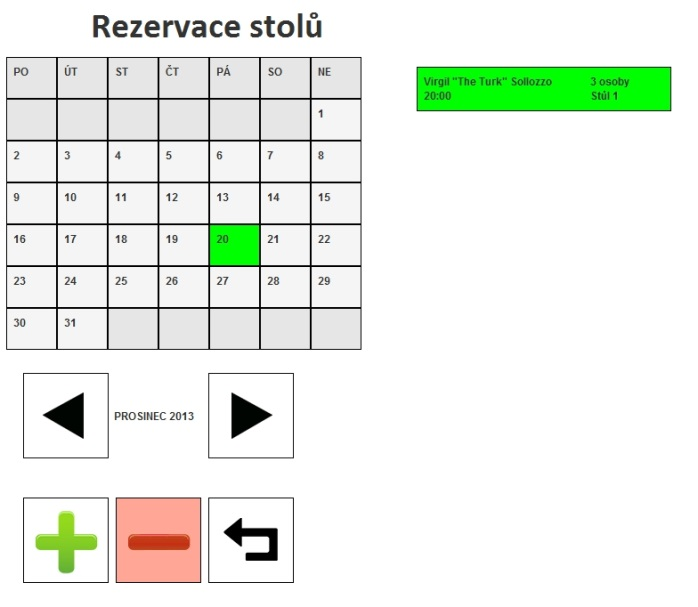 Rezervace stolů
PO ÚT ST ČT PÁ SO NE
1
2 3 4 5 6 7 8
9 10 11 12 13 14 15
16 17 18 19 20 21 22
23 24 25 26 27 28 29
30 31
PROSINEC 2013
Virgil "The Turk" Sollozzo 3 osoby
20:00 Stůl 1